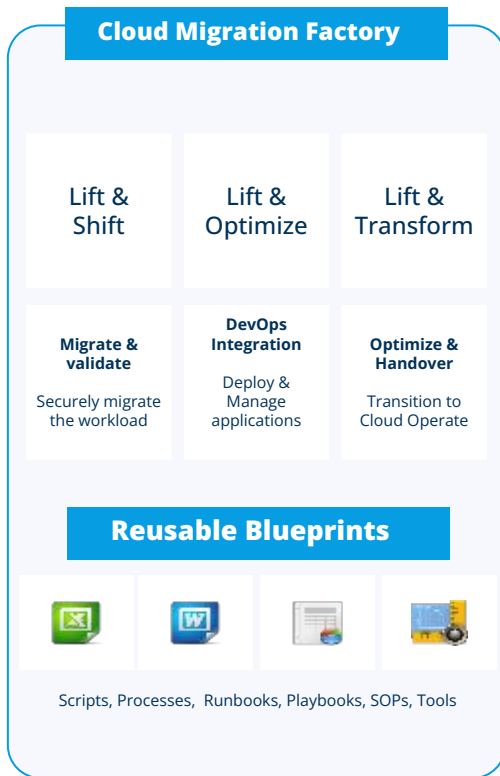 Cloud Migration Factory
Lift &
Shift
Lift &
Optimize
Lift &
Transform
Migrate &
validate
Securely migrate
the workload
DevOps
Integration
Deploy &
Manage
applications
Optimize &
Handover
Transition to
Cloud Operate
Reusable Blueprints
X
W
Scripts, Processes, Runbooks, Playbooks, SOPs, Tools